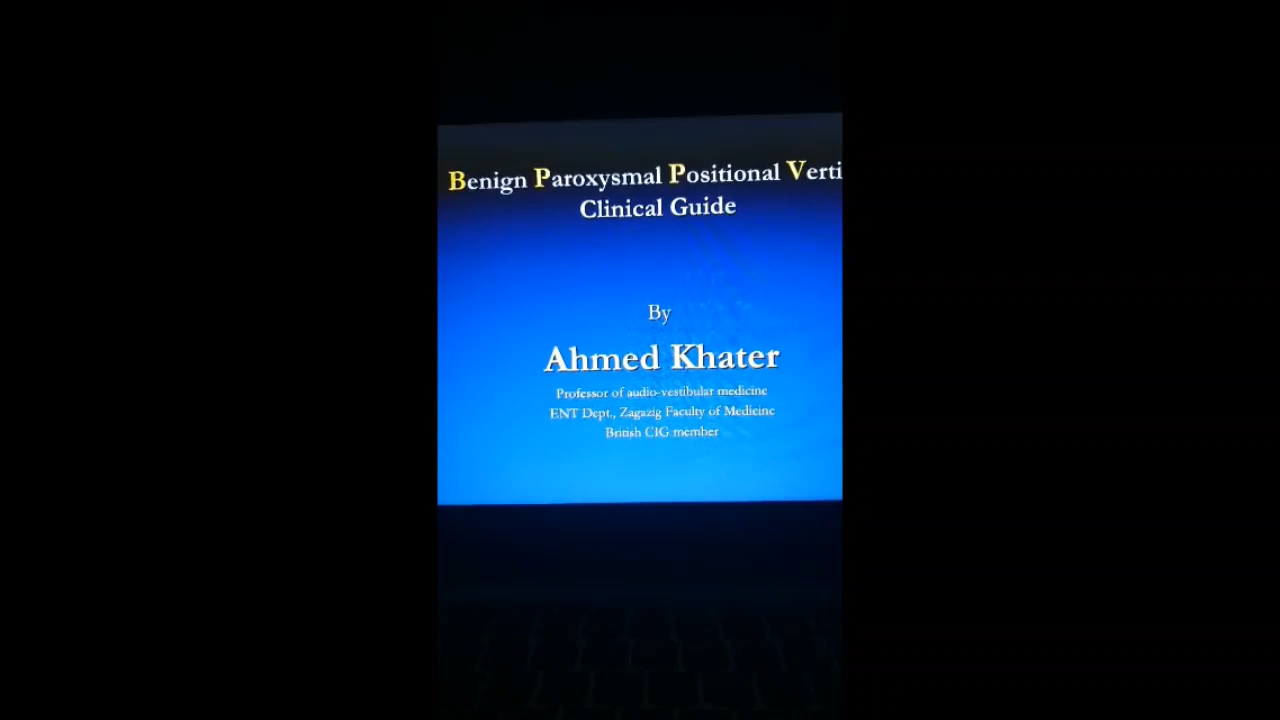 Benign Paroxysmal Positional Verti
Clinical Guide
By
Ahmed Khater
Professor of audio-vestibular medicine
ENT Dept., Zagazig Faculty of Medicine
British CIG member